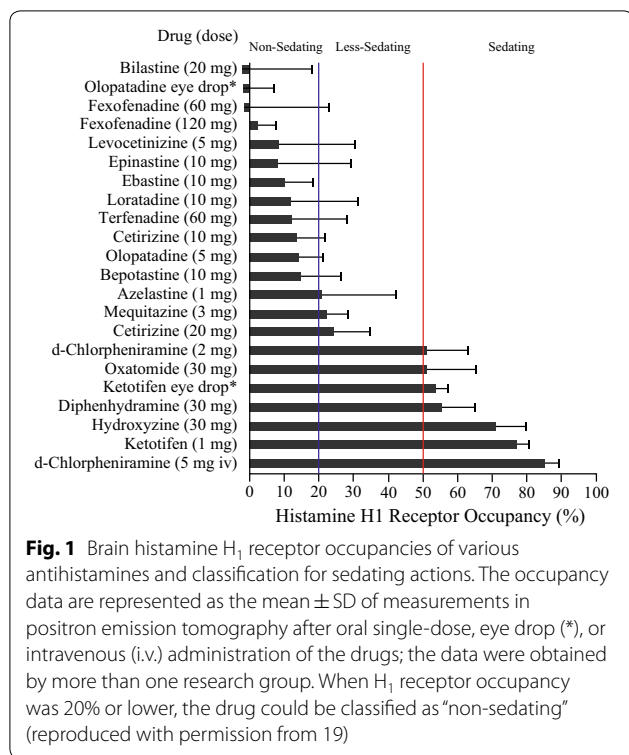 Drug (dose)
Non-Sedating Less-Sedating Sedating
Bilastine (20 mg)
Olopatadine eye drop*
Fexofenadine (60 mg)
Fexofenadine (120 mg)
Levocetinizine (5 mg)
Epinastine (10 mg)
Ebastine (10 mg)
Loratadine (10 mg)
Terfenadine (60 mg)
Cetirizine (10 mg)
Olopatadine (5 mg)
Bepotastine (10 mg)
Azelastine (1 mg)
Mequitazine (3 mg)
Cetirizine (20 mg)
d-Chlorpheniramine (2 mg)
Oxatomide (30 mg)
Ketotifen eye drop*
Diphenhydramine (30 mg)
Hydroxyzine (30 mg)
Ketotifen (1 mg)
d-Chlorpheniramine (5 mg iv)
0 10 20 30 40 50 60 70 80 90 100
Histamine H1 Receptor Occupancy (%)
Fig. 1 Brain histamine H₁ receptor occupancies of various
antihistamines and classification for sedating actions. The occupancy
data are represented as the mean ± SD of measurements in
positron emission tomography after oral single-dose, eye drop (*), or
intravenous (i.v.) administration of the drugs; the data were obtained
by more than one research group. When H₁ receptor occupancy
was 20% or lower, the drug could be classified as “non-sedating”
(reproduced with permission from 19)